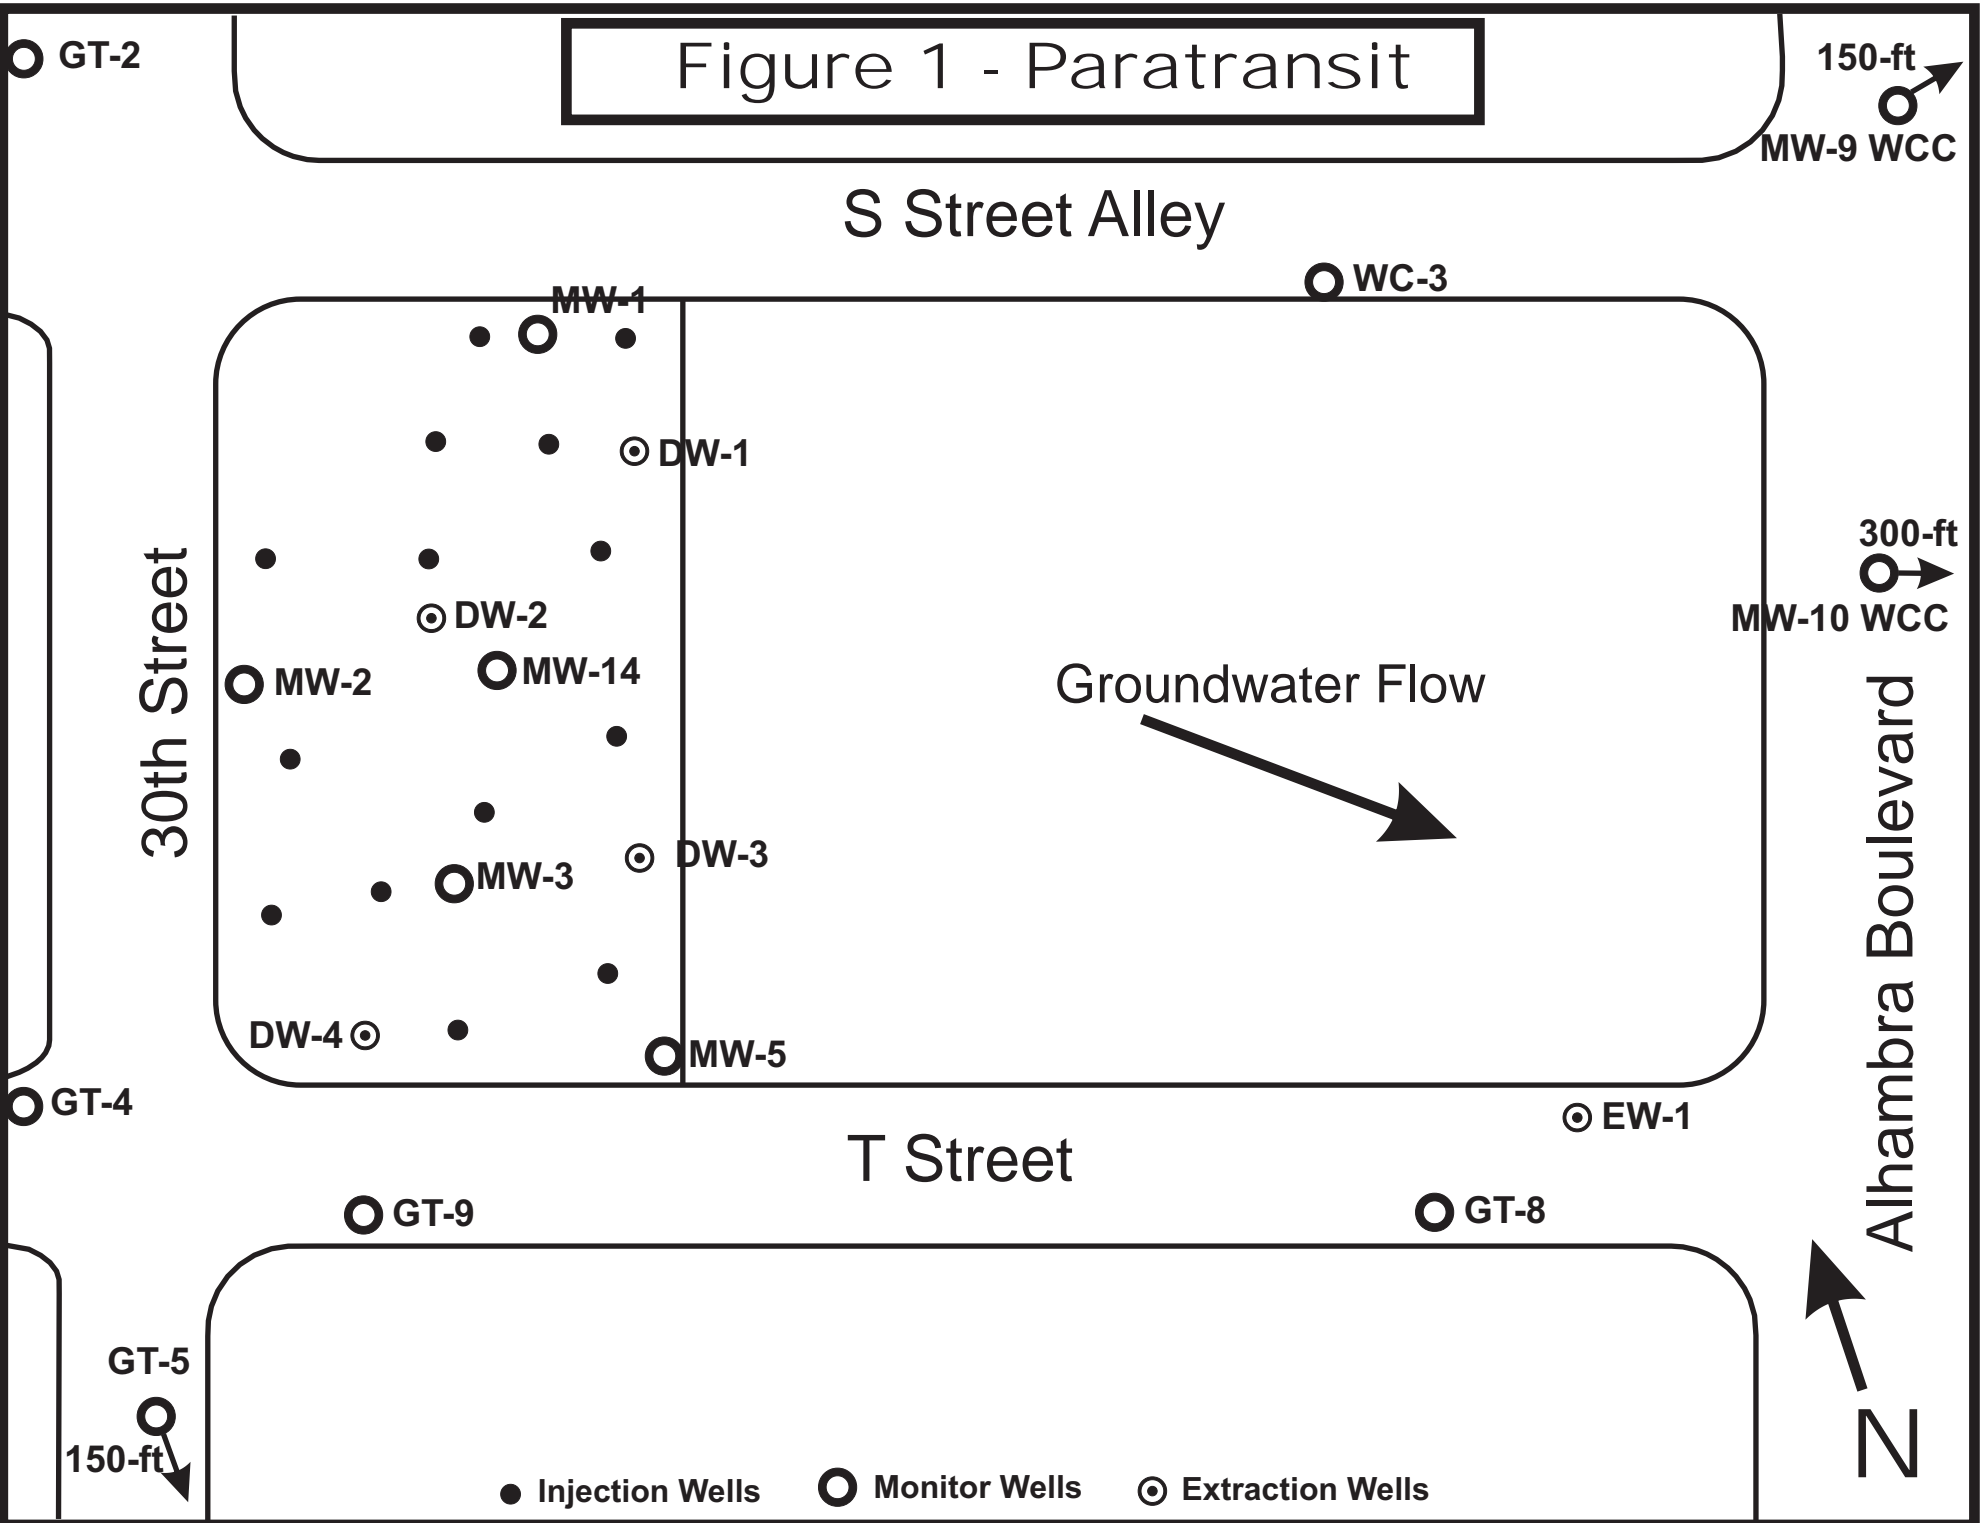 Figure 1 - Paratransit
GT-2
150-ft
MW-9 WCC
S Street Alley
WC-3
MW-1
DW-1
300-ft
MW-10 WCC
30th Street
DW-2
MW-14
MW-2
Groundwater Flow
Alhambra Boulevard
DW-3
MW-3
DW-4
MW-5
GT-4
EW-1
T Street
GT-9
GT-8
GT-5
150-ft
N
Injection Wells
Monitor Wells
Extraction Wells